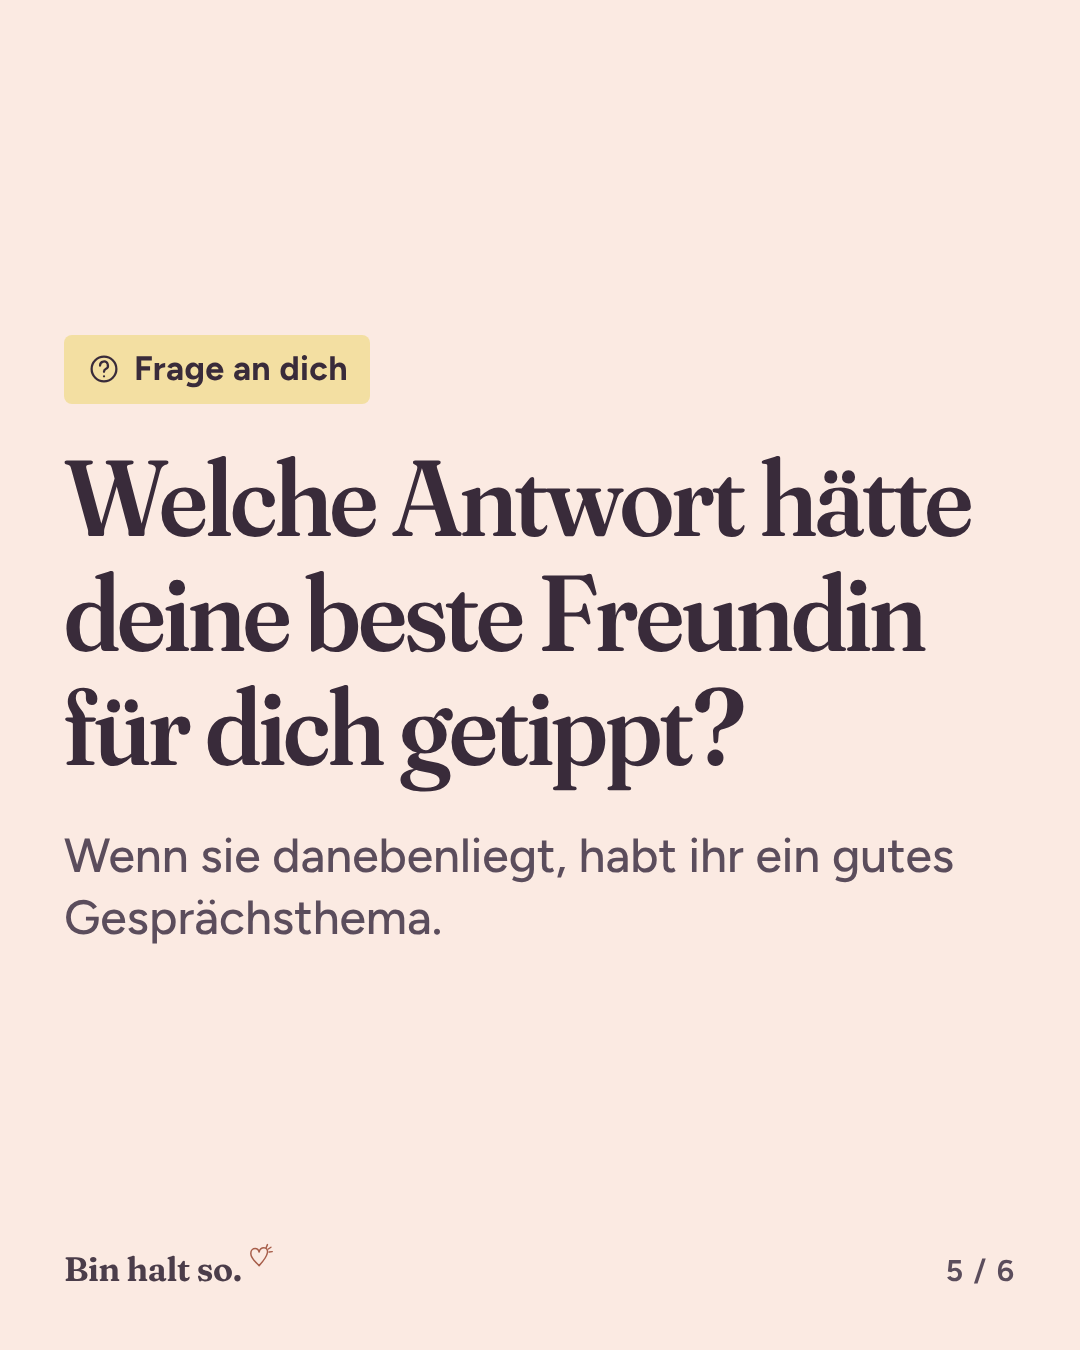 Frage an dich
Welche Antwort hätte
deine beste Freundin
für dich getippt?
Wenn sie danebenliegt, habt ihr ein gutes
Gesprächsthema.
Bin halt so.
5 / 6